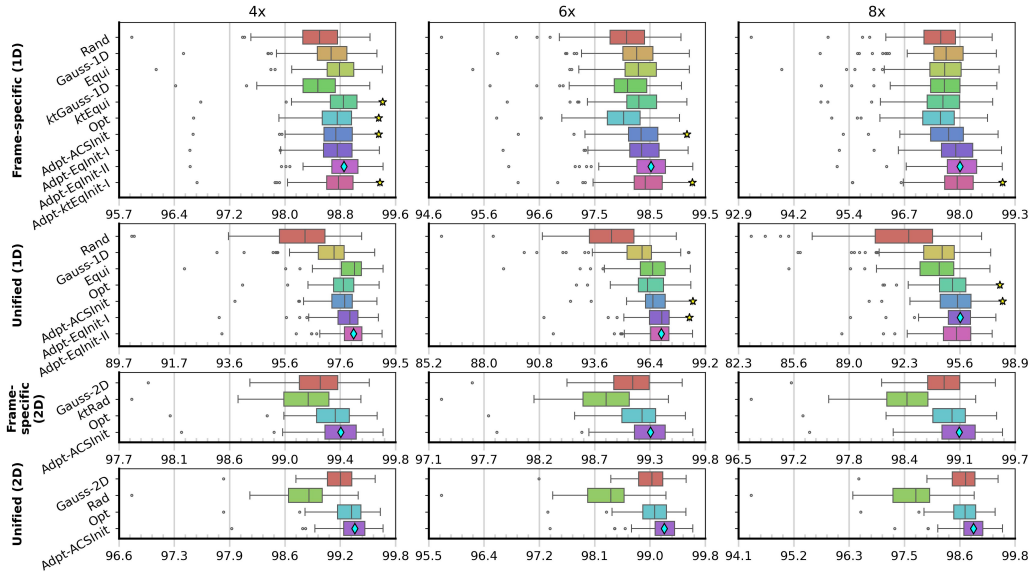 4x 6x 8x
Frame-specific (1D)
Rand
Gauss-1D
Equi
ktGauss-1D
ktEqui
Opt
Adpt-ACSInit
Adpt-EqInit-I
Adpt-EqInit-II
Adpt-ktEqInit-I
95.7 96.4 97.2 98.0 98.8 99.6
94.6 95.6 96.6 97.5 98.5 99.5
92.9 94.2 95.4 96.7 98.0 99.3
Unified (1D)
Rand
Gauss-1D
Equi
Opt
Adpt-ACSInit
Adpt-EqInit-I
Adpt-EqInit-II
89.7 91.7 93.6 95.6 97.5 99.5
85.2 88.0 90.8 93.6 96.4 99.2
82.3 85.6 89.0 92.3 95.6 98.9
Frame-
specific
(2D)
Gauss-2D
ktRad
Opt
Adpt-ACSInit
97.7 98.1 98.6 99.0 99.4 99.8
97.1 97.7 98.2 98.7 99.3 99.8
96.5 97.2 97.8 98.4 99.1 99.7
Unified (2D)
Gauss-2D
Rad
Opt
Adpt-ACSInit
96.6 97.3 97.9 98.6 99.2 99.8
95.5 96.4 97.3 98.1 99.0 99.8
94.1 95.2 96.3 97.5 98.6 99.8